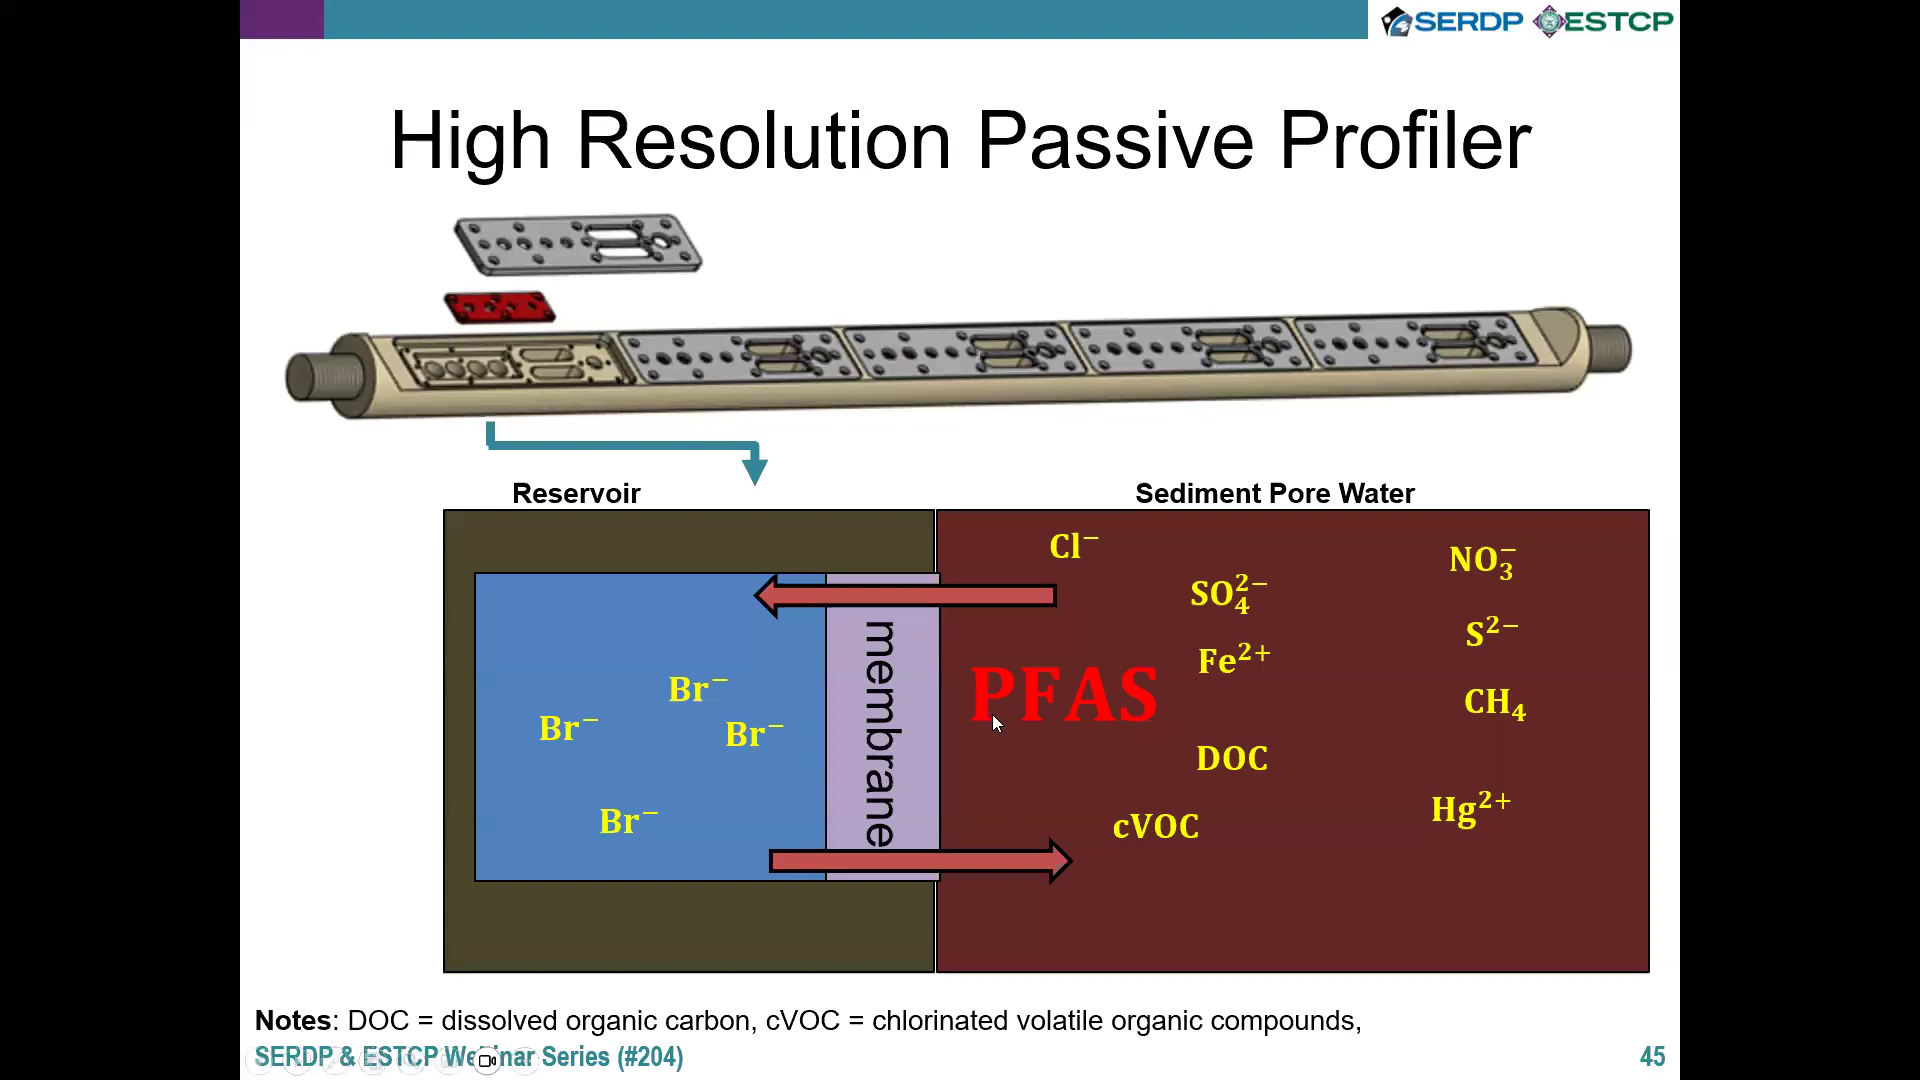 SERDP ESTCP
High Resolution Passive Profiler
Reservoir
Sediment Pore Water
Cl⁻
NO₃⁻
SO₄²⁻
S²⁻
Fe²⁺
PFAS
Br⁻
CH₄
Br⁻
Br⁻
membrane
DOC
Hg²⁺
Br⁻
cVOC
Notes: DOC = dissolved organic carbon, cVOC = chlorinated volatile organic compounds,
SERDP & ESTCP Webinar Series (#204)
45